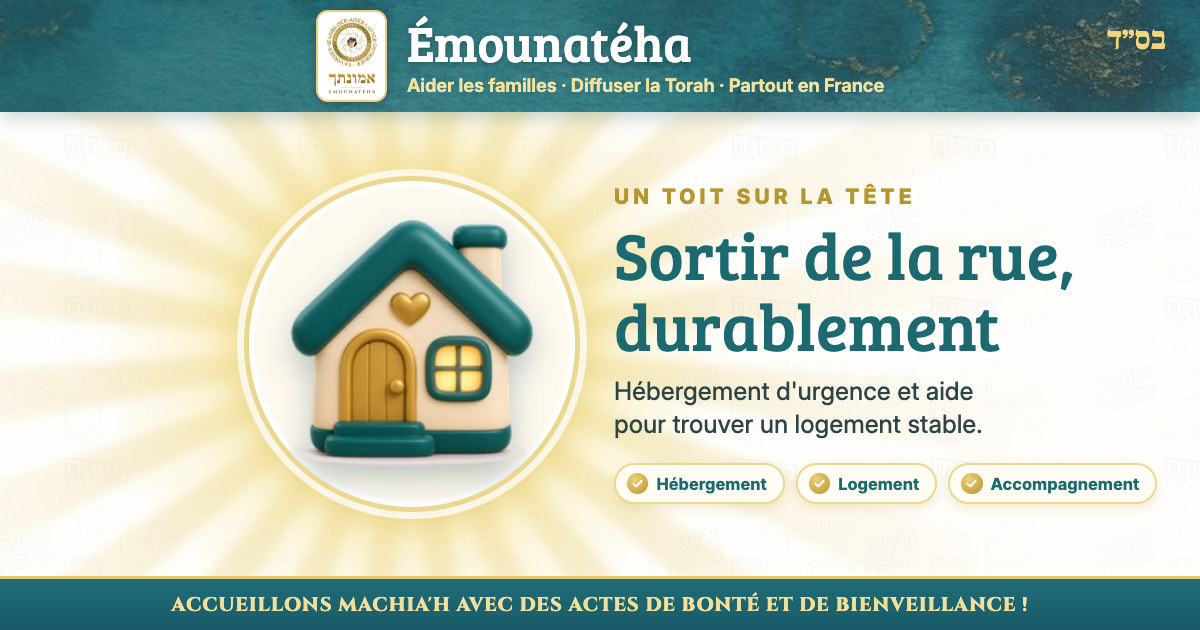 Émounatéha
Aider les familles · Diffuser la Torah · Partout en France
בס״ד
אמונתך
EMOUNATEHA
UN TOIT SUR LA TÊTE
Sortir de la rue,
durablement
Hébergement d'urgence et aide
pour trouver un logement stable.
Hébergement
Logement
Accompagnement
ACCUEILLONS MACHIA'H AVEC DES ACTES DE BONTÉ ET DE BIENVEILLANCE !